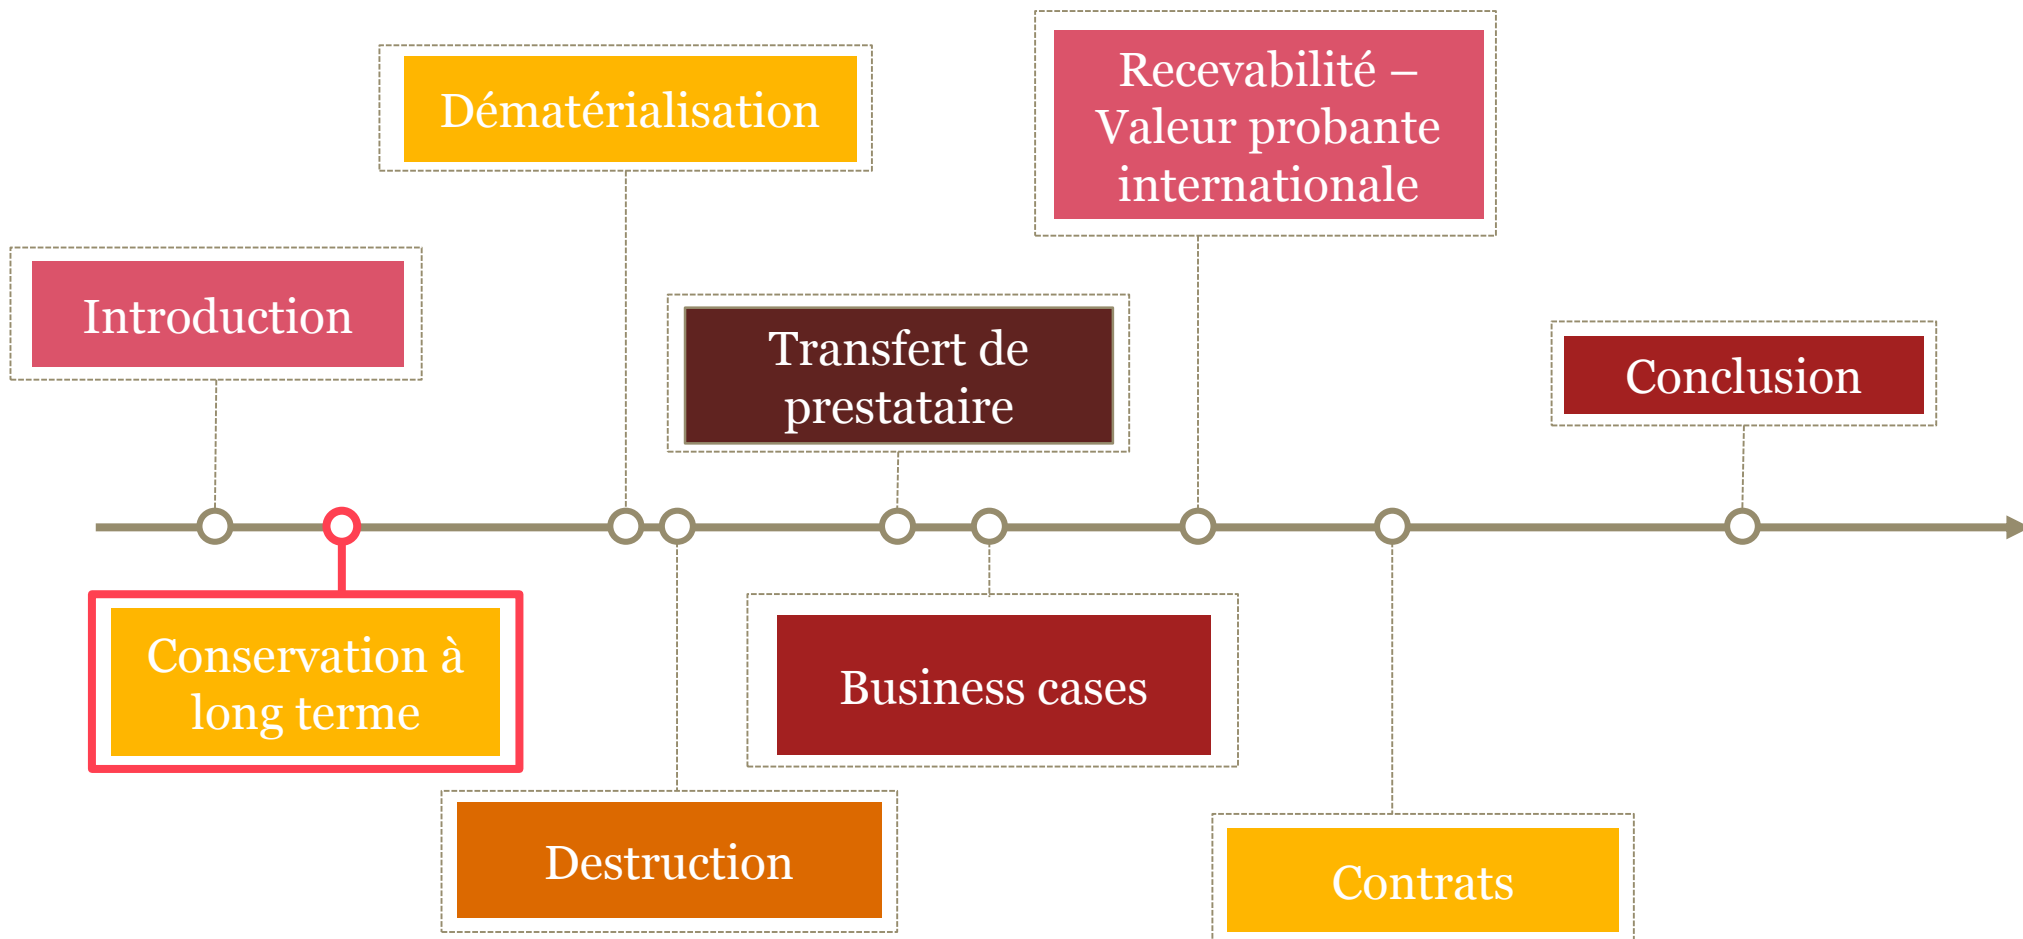 Introduction
Conservation à
long terme
Dématérialisation
Destruction
Transfert de
prestataire
Business cases
Recevabilité –
Valeur probante
internationale
Contrats
Conclusion